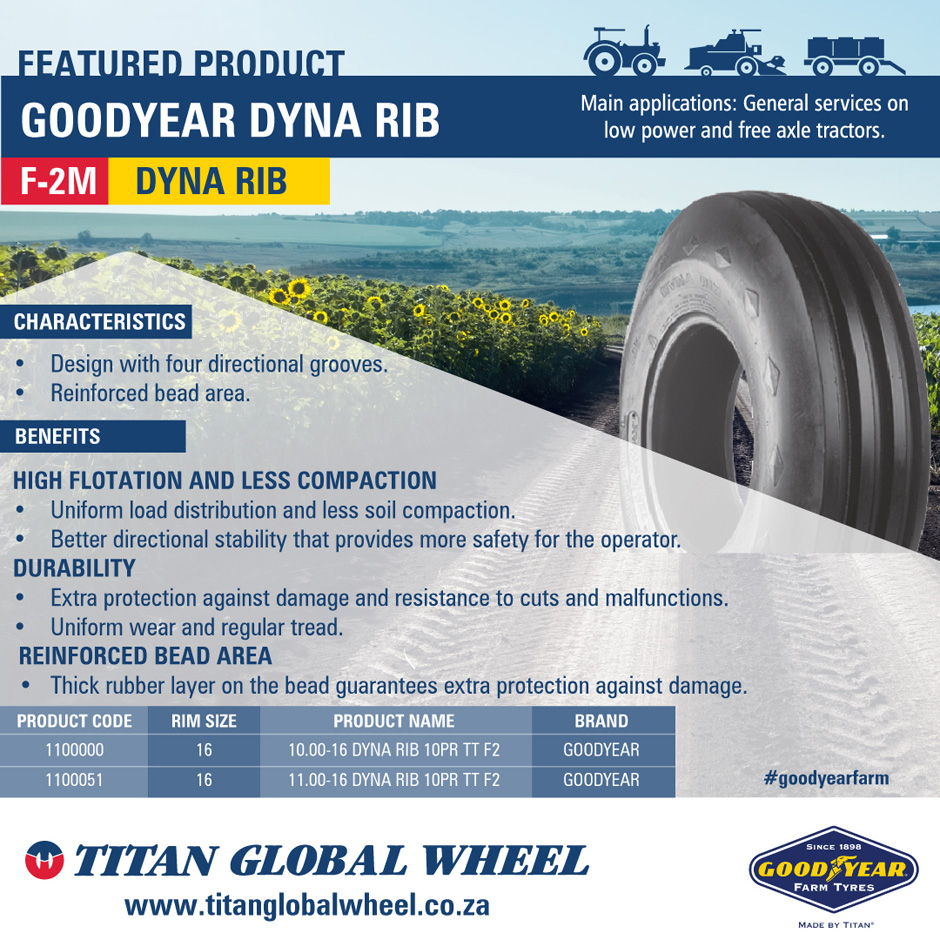 FEATURED PRODUCT
GOODYEAR DYNA RIB
Main applications: General services on
low power and free axle tractors.
F-2M DYNA RIB
CHARACTERISTICS
• Design with four directional grooves.
• Reinforced bead area.
BENEFITS
HIGH FLOTATION AND LESS COMPACTION
• Uniform load distribution and less soil compaction.
• Better directional stability that provides more safety for the operator.
DURABILITY
• Extra protection against damage and resistance to cuts and malfunctions.
• Uniform wear and regular tread.
REINFORCED BEAD AREA
• Thick rubber layer on the bead guarantees extra protection against damage.
PRODUCT CODE RIM SIZE PRODUCT NAME BRAND
1100000 16 10.00-16 DYNA RIB 10PR TT F2 GOODYEAR
1100051 16 11.00-16 DYNA RIB 10PR TT F2 GOODYEAR
#goodyearfarm
TITAN GLOBAL WHEEL
www.titanglobalwheel.co.za
SINCE 1898
GOODYEAR
FARM TYRES
MADE BY TITAN®